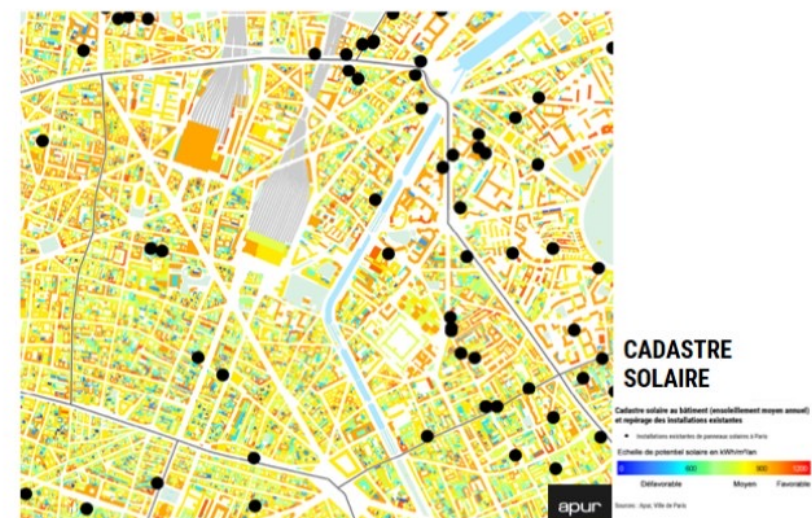 CADASTRE
SOLAIRE
Cadastre solaire au bâtiment (ensoleillement moyen annuel)
et repérage des installations existantes
Installations existantes de panneaux solaires à Paris
Echelle de potentiel solaire en kWh/m²/an
0 600 900 1200
Défavorable Moyen Favorable
Sources : Apur, Ville de Paris
apur